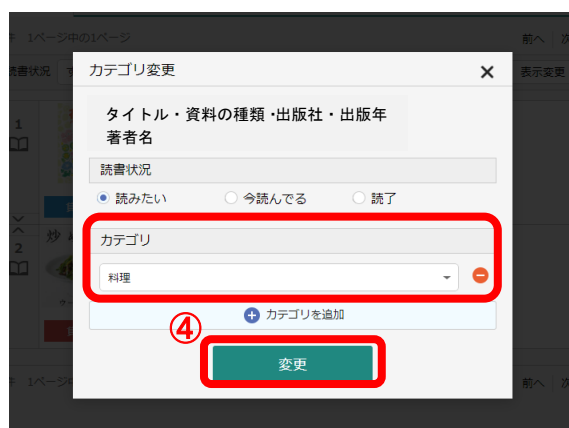 1ページ中の1ページ
前へ
読書状況
カテゴリ変更
表示変更
タイトル・資料の種類・出版社・出版年
著者名
1
読書状況
読みたい 今読んでる 読了
2
カテゴリ
料理
カテゴリを追加
④
変更
1ページ中
前へ